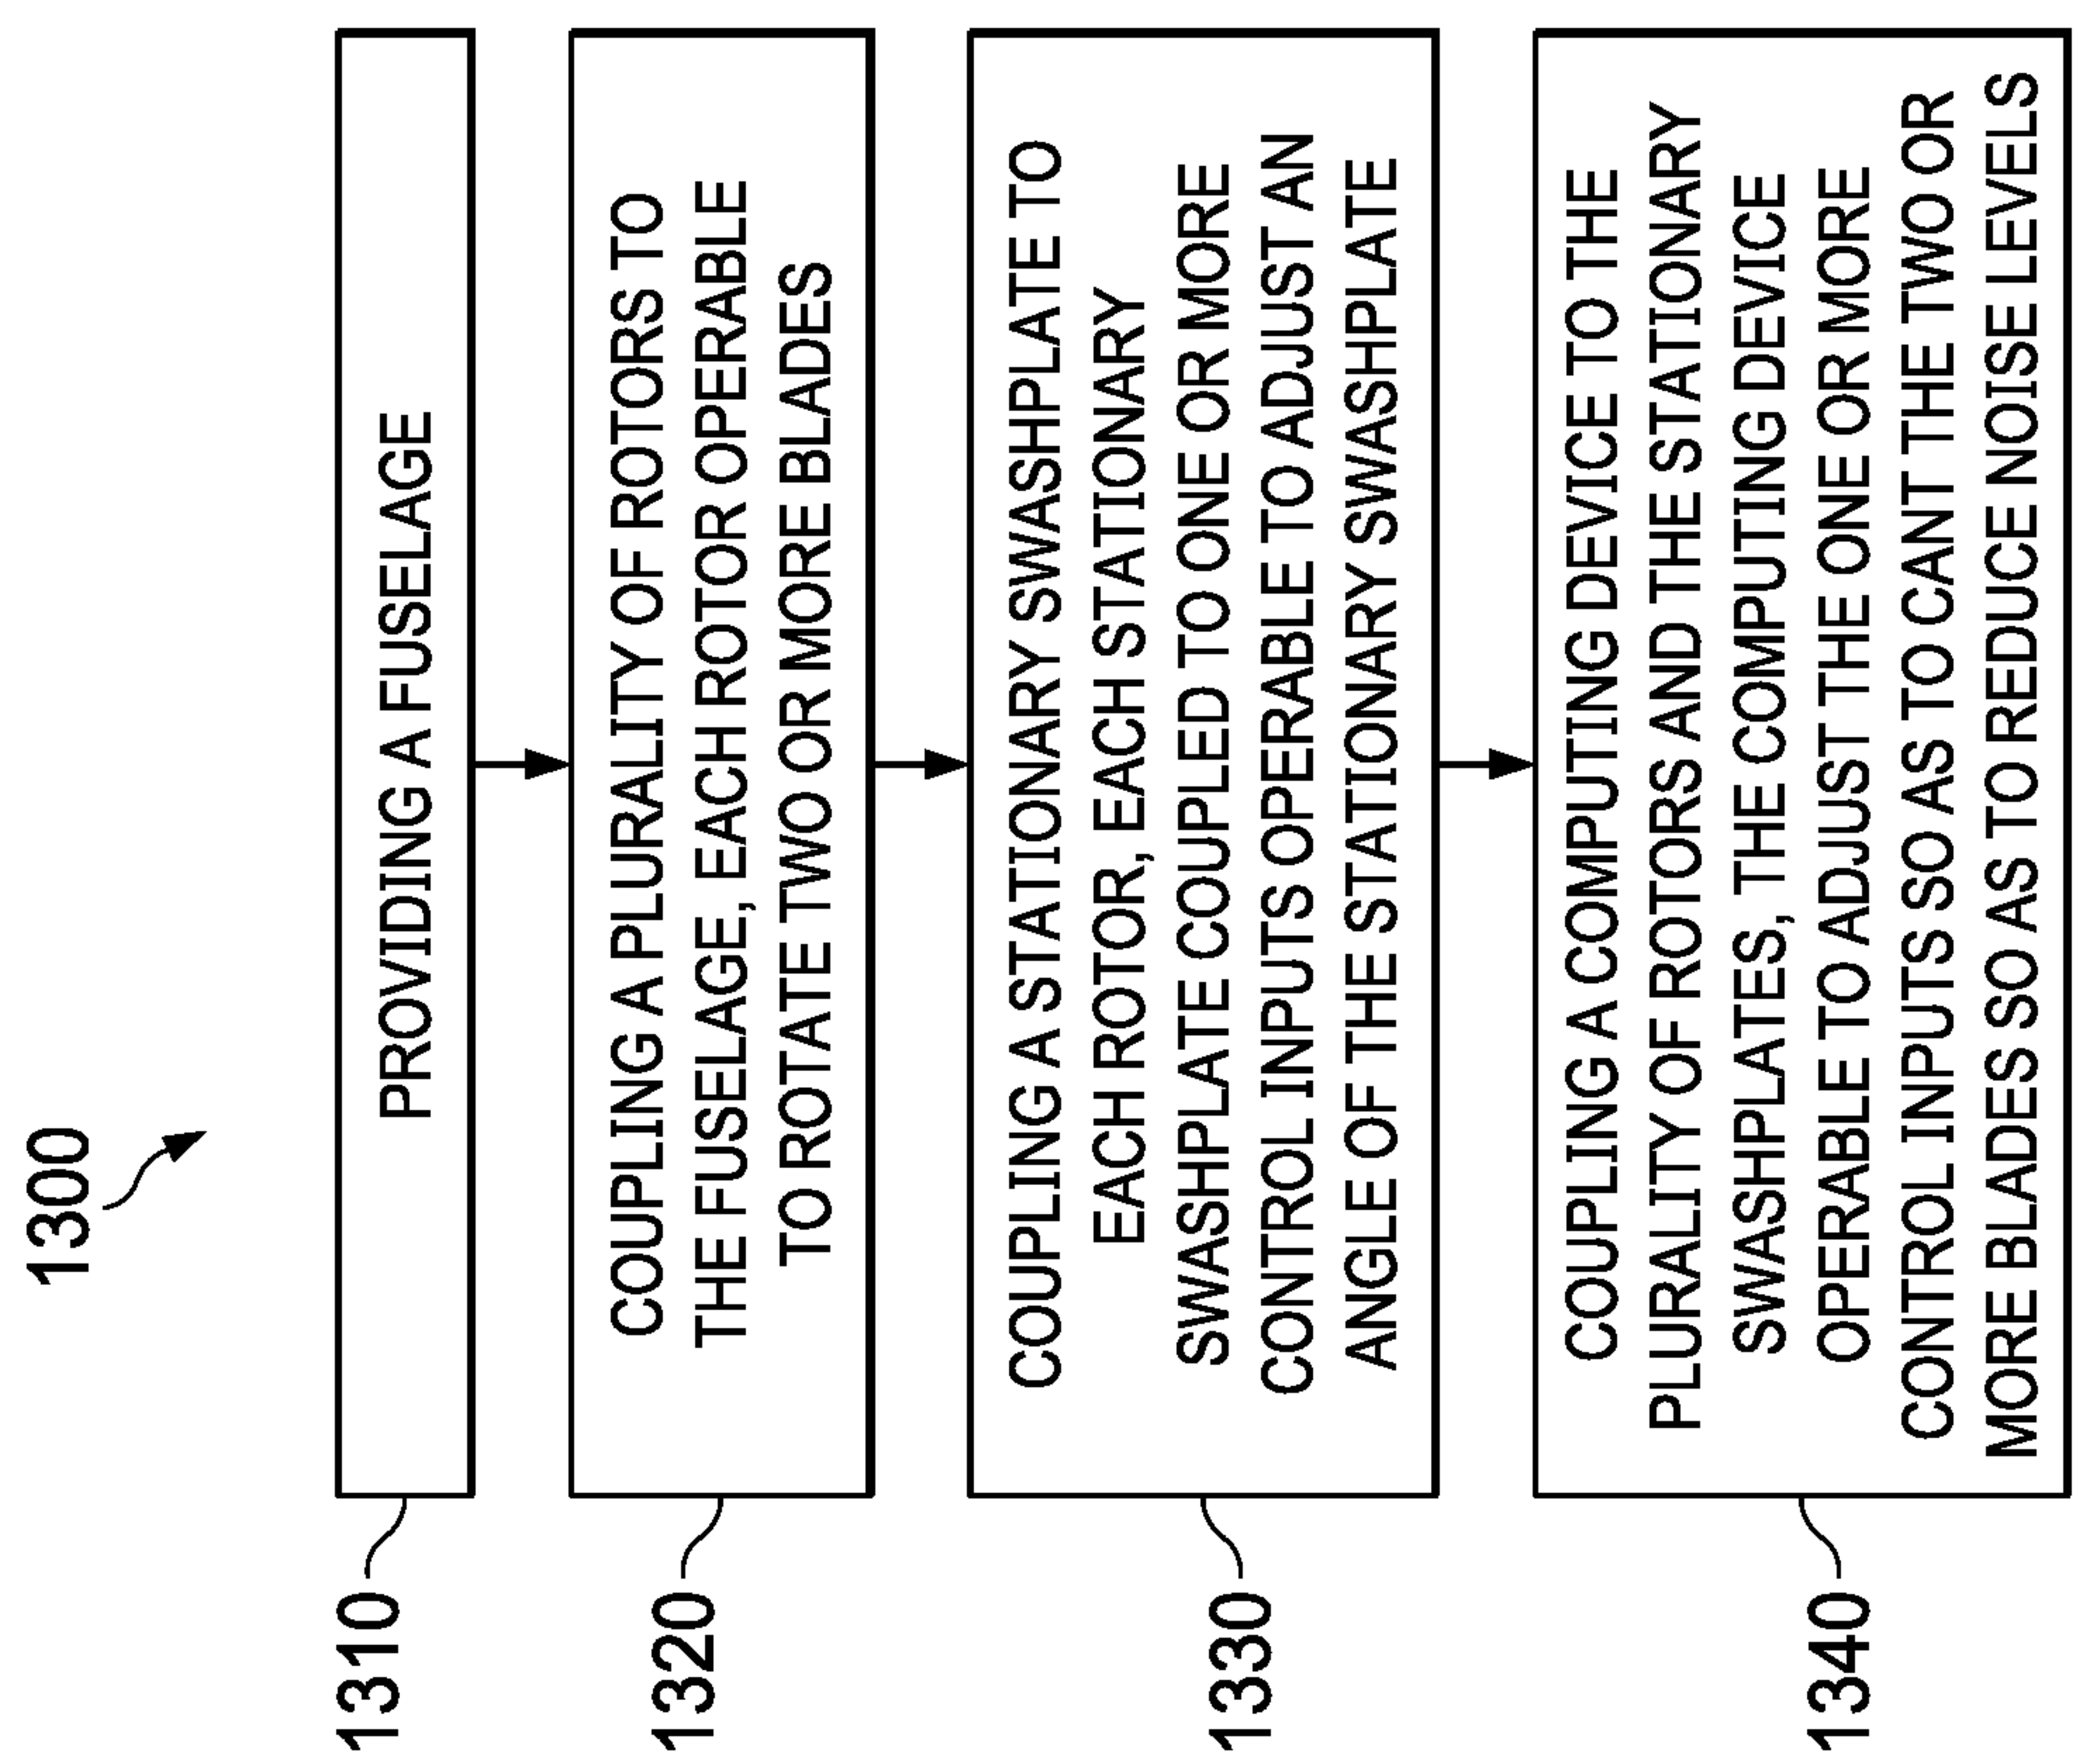 1300
1310
PROVIDING A FUSELAGE
1320
COUPLING A PLURALITY OF ROTORS TO
THE FUSELAGE, EACH ROTOR OPERABLE
TO ROTATE TWO OR MORE BLADES
1330
COUPLING A STATIONARY SWASHPLATE TO
EACH ROTOR, EACH STATIONARY
SWASHPLATE COUPLED TO ONE OR MORE
CONTROL INPUTS OPERABLE TO ADJUST AN
ANGLE OF THE STATIONARY SWASHPLATE
1340
COUPLING A COMPUTING DEVICE TO THE
PLURALITY OF ROTORS AND THE STATIONARY
SWASHPLATES, THE COMPUTING DEVICE
OPERABLE TO ADJUST THE ONE OR MORE
CONTROL INPUTS SO AS TO CANT THE TWO OR
MORE BLADES SO AS TO REDUCE NOISE LEVELS